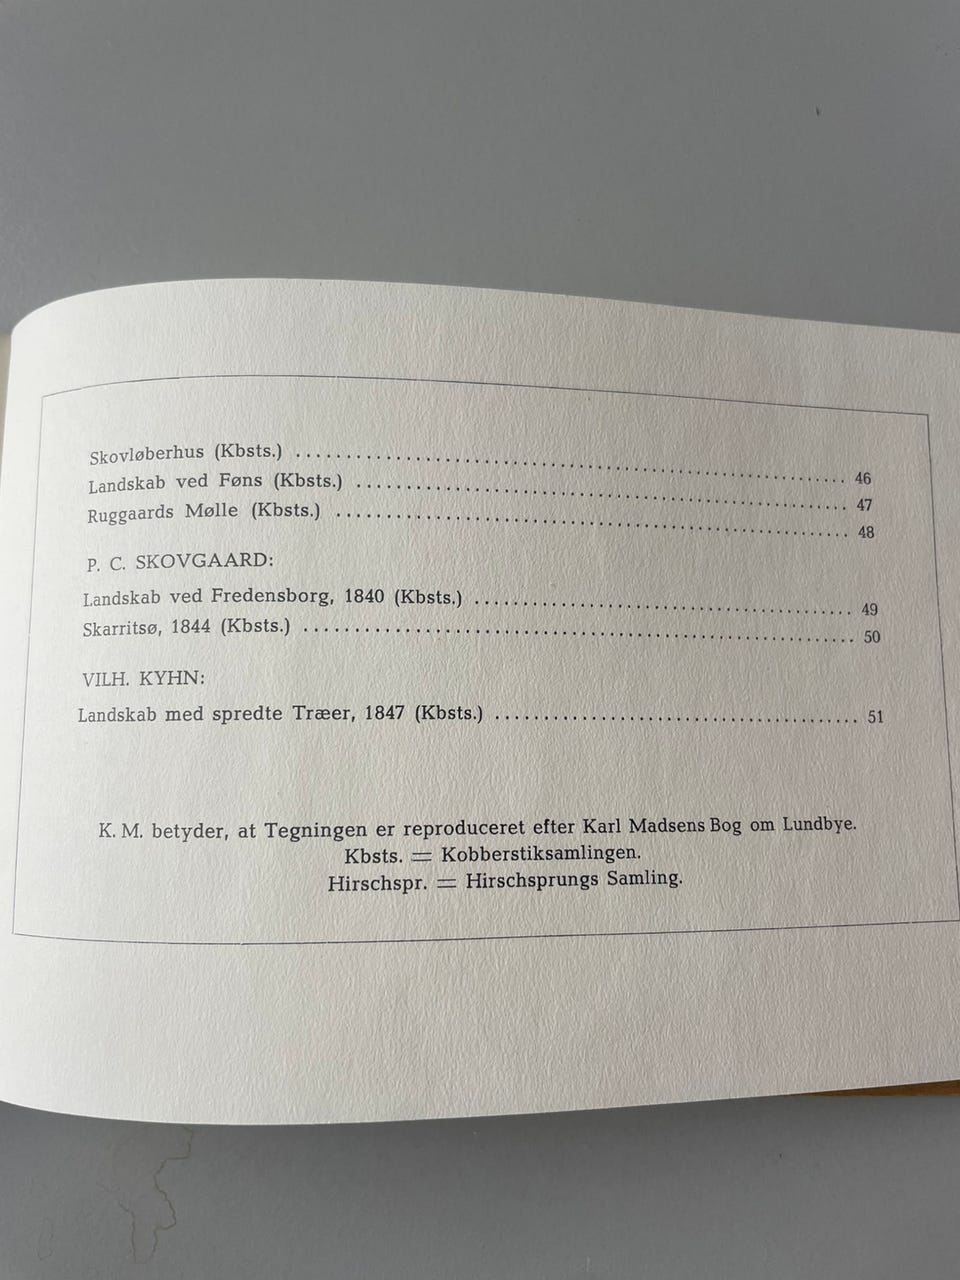 Skovløberhus (Kbsts.) ........................................................ 46
Landskab ved Føns (Kbsts.) .................................................. 47
Ruggaards Mølle (Kbsts.) .................................................... 48
P. C. SKOVGAARD:
Landskab ved Fredensborg, 1840 (Kbsts.) ...................................... 49
Skarritsø, 1844 (Kbsts.) ........................................................ 50
VILH. KYHN:
Landskab med spredte Træer, 1847 (Kbsts.) ..................................... 51
K. M. betyder, at Tegningen er reproduceret efter Karl Madsens Bog om Lundbye.
Kbsts. = Kobberstiksamlingen.
Hirschspr. = Hirschsprungs Samling.